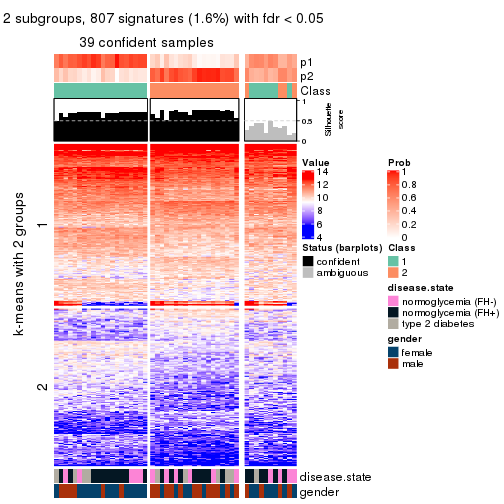 2 subgroups, 807 signatures (1.6%) with fdr < 0.05
39 confident samples
p1
p2
Class
1
0.5
0
Silhouette
score
k-means with 2 groups
1
2
disease.state
gender
Value
14
12
10
8
6
4
Prob
1
0.8
0.6
0.4
0.2
0
Status (barplots)
confident
ambiguous
Class
1
2
disease.state
normoglycemia (FH-)
normoglycemia (FH+)
type 2 diabetes
gender
female
male